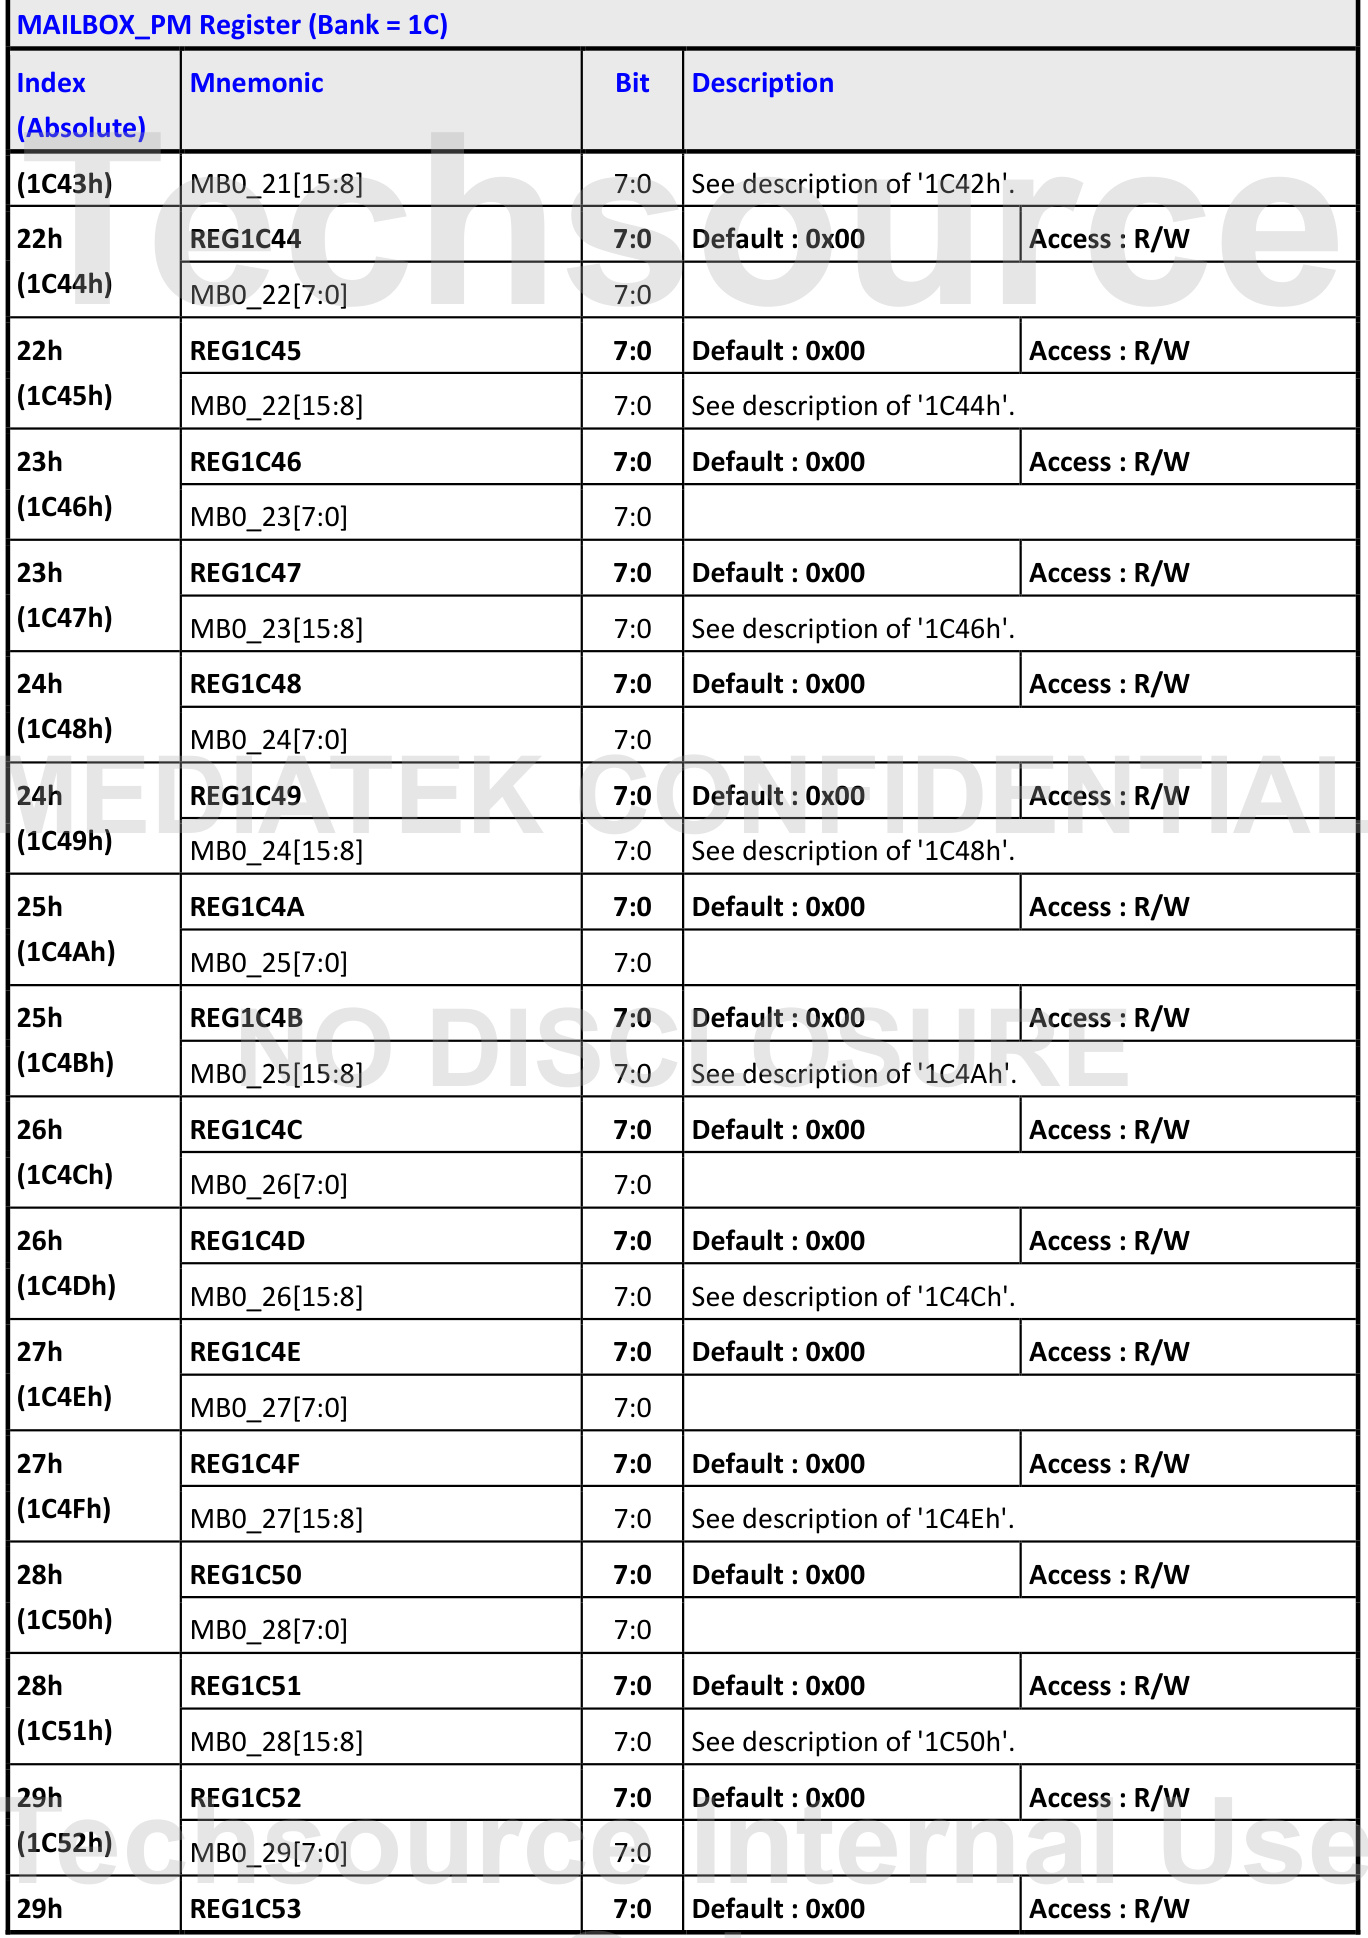 MAILBOX_PM Register (Bank = 1C)
Index (Absolute) Mnemonic Bit Description
(1C43h) MB0_21[15:8] 7:0 See description of '1C42h'.
Techsource
22h REG1C44 7:0 Default : 0x00 Access : R/W
(1C44h) MB0_22[7:0] 7:0
22h REG1C45 7:0 Default : 0x00 Access : R/W
(1C45h) MB0_22[15:8] 7:0 See description of '1C44h'.
23h REG1C46 7:0 Default : 0x00 Access : R/W
(1C46h) MB0_23[7:0] 7:0
23h REG1C47 7:0 Default : 0x00 Access : R/W
(1C47h) MB0_23[15:8] 7:0 See description of '1C46h'.
24h REG1C48 7:0 Default : 0x00 Access : R/W
(1C48h) MB0_24[7:0] 7:0
MEDIATEK CONFIDENTIAL
24h REG1C49 7:0 Default : 0x00 Access : R/W
(1C49h) MB0_24[15:8] 7:0 See description of '1C48h'.
25h REG1C4A 7:0 Default : 0x00 Access : R/W
(1C4Ah) MB0_25[7:0] 7:0
25h REG1C4B 7:0 Default : 0x00 Access : R/W
NO DISCLOSURE
(1C4Bh) MB0_25[15:8] 7:0 See description of '1C4Ah'.
26h REG1C4C 7:0 Default : 0x00 Access : R/W
(1C4Ch) MB0_26[7:0] 7:0
26h REG1C4D 7:0 Default : 0x00 Access : R/W
(1C4Dh) MB0_26[15:8] 7:0 See description of '1C4Ch'.
27h REG1C4E 7:0 Default : 0x00 Access : R/W
(1C4Eh) MB0_27[7:0] 7:0
27h REG1C4F 7:0 Default : 0x00 Access : R/W
(1C4Fh) MB0_27[15:8] 7:0 See description of '1C4Eh'.
28h REG1C50 7:0 Default : 0x00 Access : R/W
(1C50h) MB0_28[7:0] 7:0
28h REG1C51 7:0 Default : 0x00 Access : R/W
(1C51h) MB0_28[15:8] 7:0 See description of '1C50h'.
29h REG1C52 7:0 Default : 0x00 Access : R/W
Techsource Internal Use
(1C52h) MB0_29[7:0] 7:0
29h REG1C53 7:0 Default : 0x00 Access : R/W